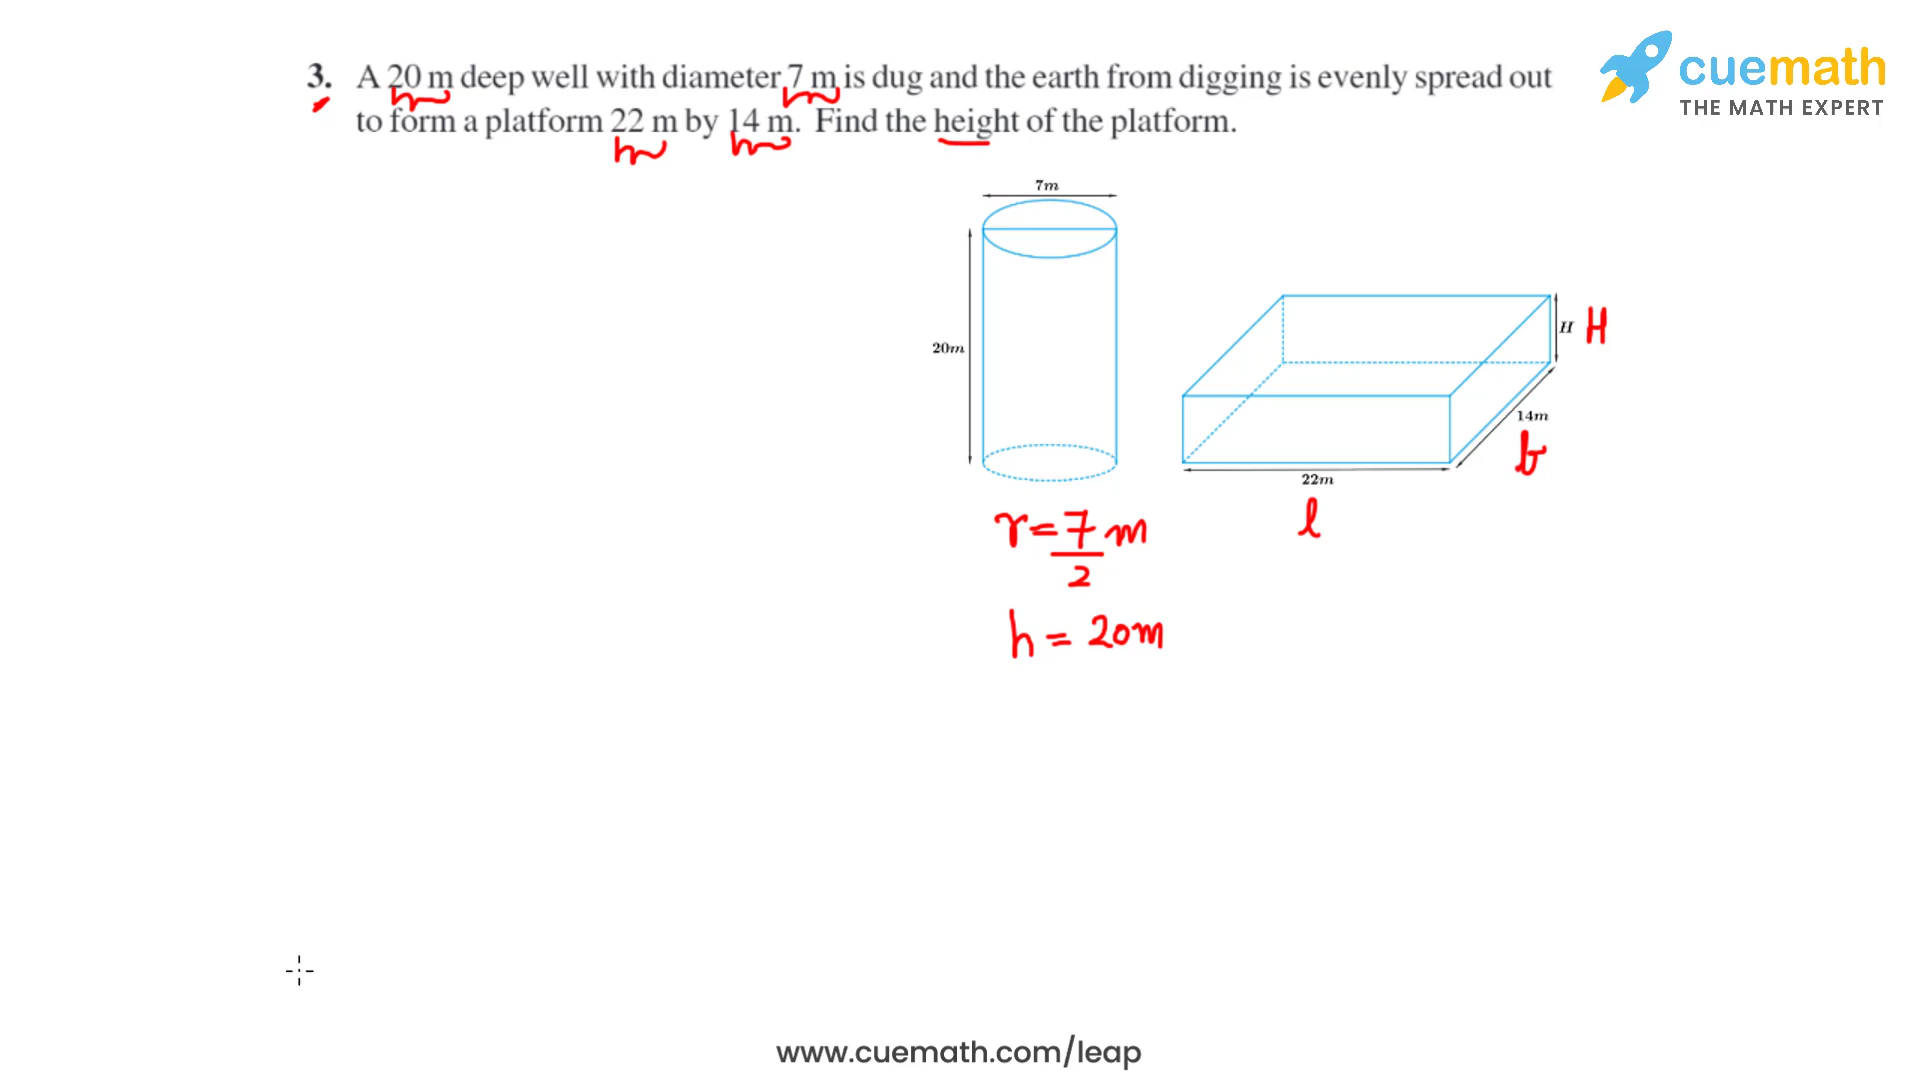 cuemath
THE MATH EXPERT
3. A 20 m deep well with diameter 7 m is dug and the earth from digging is evenly spread out
to form a platform 22 m by 14 m. Find the height of the platform.
7m
20m
H H
14m
b
22m
l
r = 7/2 m
h = 20m
www.cuemath.com/leap